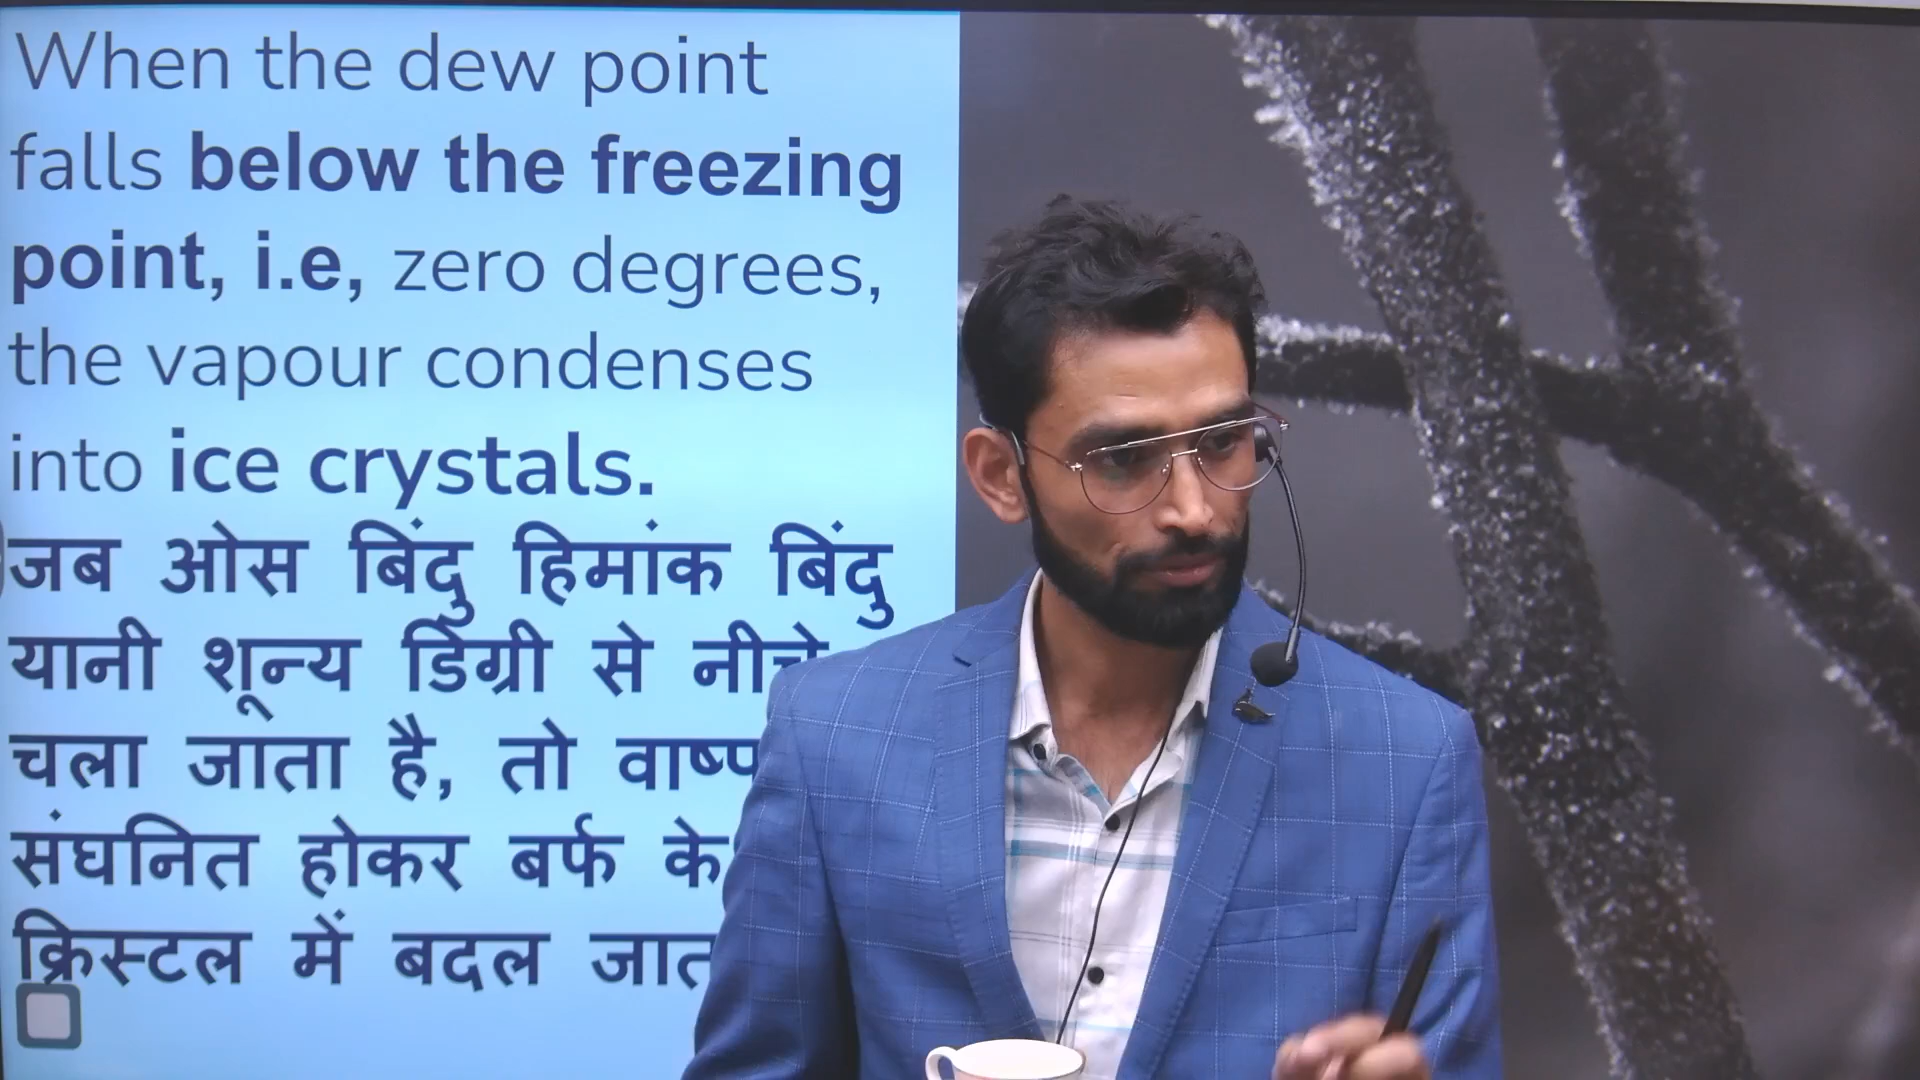 When the dew point
falls below the freezing
point, i.e, zero degrees,
the vapour condenses
into ice crystals.
जब ओस बिंदु हिमांक बिंदु
यानी शून्य डिग्री से नीचे
चला जाता है, तो वाष्प
संघनित होकर बर्फ के
क्रिस्टल में बदल